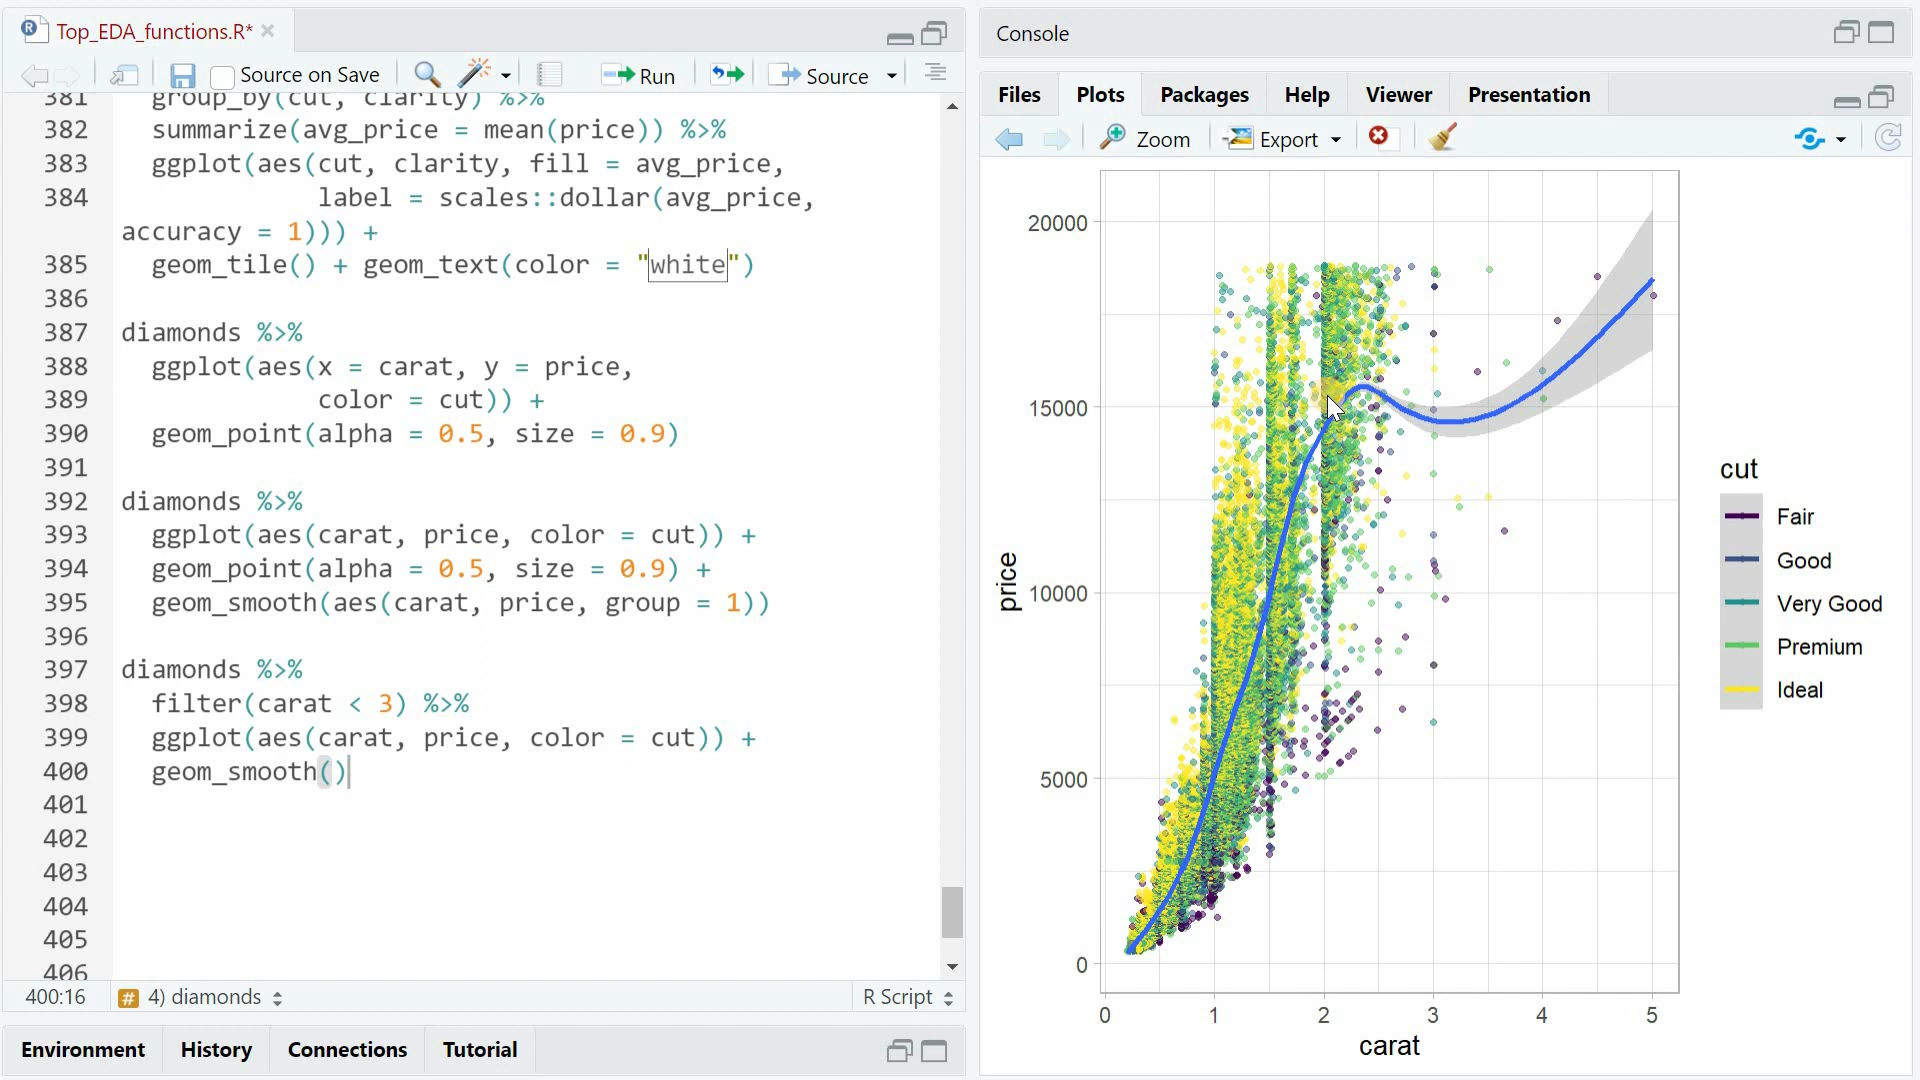 Top_EDA_functions.R*
Source on Save
Run
Source
381 group_by(cut, clarity) %>%
382 summarize(avg_price = mean(price)) %>%
383 ggplot(aes(cut, clarity, fill = avg_price,
384 label = scales::dollar(avg_price,
accuracy = 1))) +
385 geom_tile() + geom_text(color = "white")
386
387 diamonds %>%
388 ggplot(aes(x = carat, y = price,
389 color = cut)) +
390 geom_point(alpha = 0.5, size = 0.9)
391
392 diamonds %>%
393 ggplot(aes(carat, price, color = cut)) +
394 geom_point(alpha = 0.5, size = 0.9) +
395 geom_smooth(aes(carat, price, group = 1))
396
397 diamonds %>%
398 filter(carat < 3) %>%
399 ggplot(aes(carat, price, color = cut)) +
400 geom_smooth()
401
402
403
404
405
406
400:16 # 4) diamonds R Script
Environment History Connections Tutorial
Console
Files Plots Packages Help Viewer Presentation
Zoom Export
20000
15000
10000
5000
0
price
0 1 2 3 4 5
carat
cut
Fair
Good
Very Good
Premium
Ideal